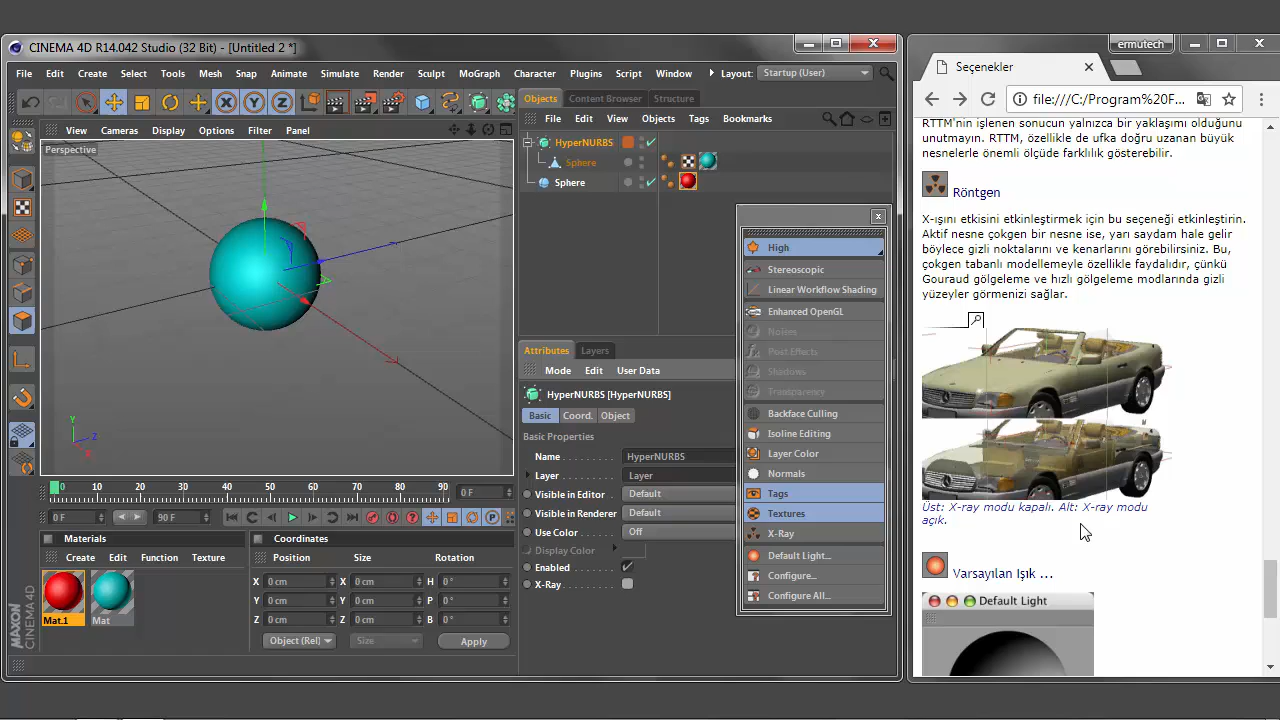 CINEMA 4D R14.042 Studio (32 Bit) - [Untitled 2 *]
File Edit Create Select Tools Mesh Snap Animate Simulate Render Sculpt MoGraph Character Plugins Script Window Layout: Startup (User)
X Y Z
Objects Content Browser Structure
View Cameras Display Options Filter Panel
File Edit View Objects Tags Bookmarks
Perspective
HyperNURBS
Sphere
Sphere
Y
Z
X
High
Stereoscopic
Linear Workflow Shading
Enhanced OpenGL
Noises
Post Effects
Shadows
Transparency
Backface Culling
Isoline Editing
Layer Color
Normals
Tags
Textures
X-Ray
Default Light...
Configure...
Configure All...
Attributes Layers
Mode Edit User Data
HyperNURBS [HyperNURBS]
Basic Coord. Object
Basic Properties
Name HyperNURBS
Layer Layer
Visible in Editor Default
Visible in Renderer Default
Use Color Off
Display Color
Enabled
X-Ray
0 10 20 30 40 50 60 70 80 90 0 F
0 F 90 F
P
Materials
Create Edit Function Texture
Mat.1 Mat
Coordinates
Position Size Rotation
X 0 cm X 0 cm H 0 °
Y 0 cm Y 0 cm P 0 °
Z 0 cm Z 0 cm B 0 °
Object (Rel) Size Apply
MAXON
CINEMA 4D
ermutech
Seçenekler
file:///C:/Program%20F...
RTTM'nin işlenen sonucun yalnızca bir yaklaşımı olduğunu
unutmayın. RTTM, özellikle de ufka doğru uzanan büyük
nesnelerle önemli ölçüde farklılık gösterebilir.
Röntgen
X-ışını etkisini etkinleştirmek için bu seçeneği etkinleştirin.
Aktif nesne çokgen bir nesne ise, yarı saydam hale gelir
böylece gizli noktalarını ve kenarlarını görebilirsiniz. Bu,
çokgen tabanlı modellemeyle özellikle faydalıdır, çünkü
Gouraud gölgeleme ve hızlı gölgeleme modlarında gizli
yüzeyler görmenizi sağlar.
Üst: X-ray modu kapalı. Alt: X-ray modu
açık.
Varsayılan Işık ...
Default Light